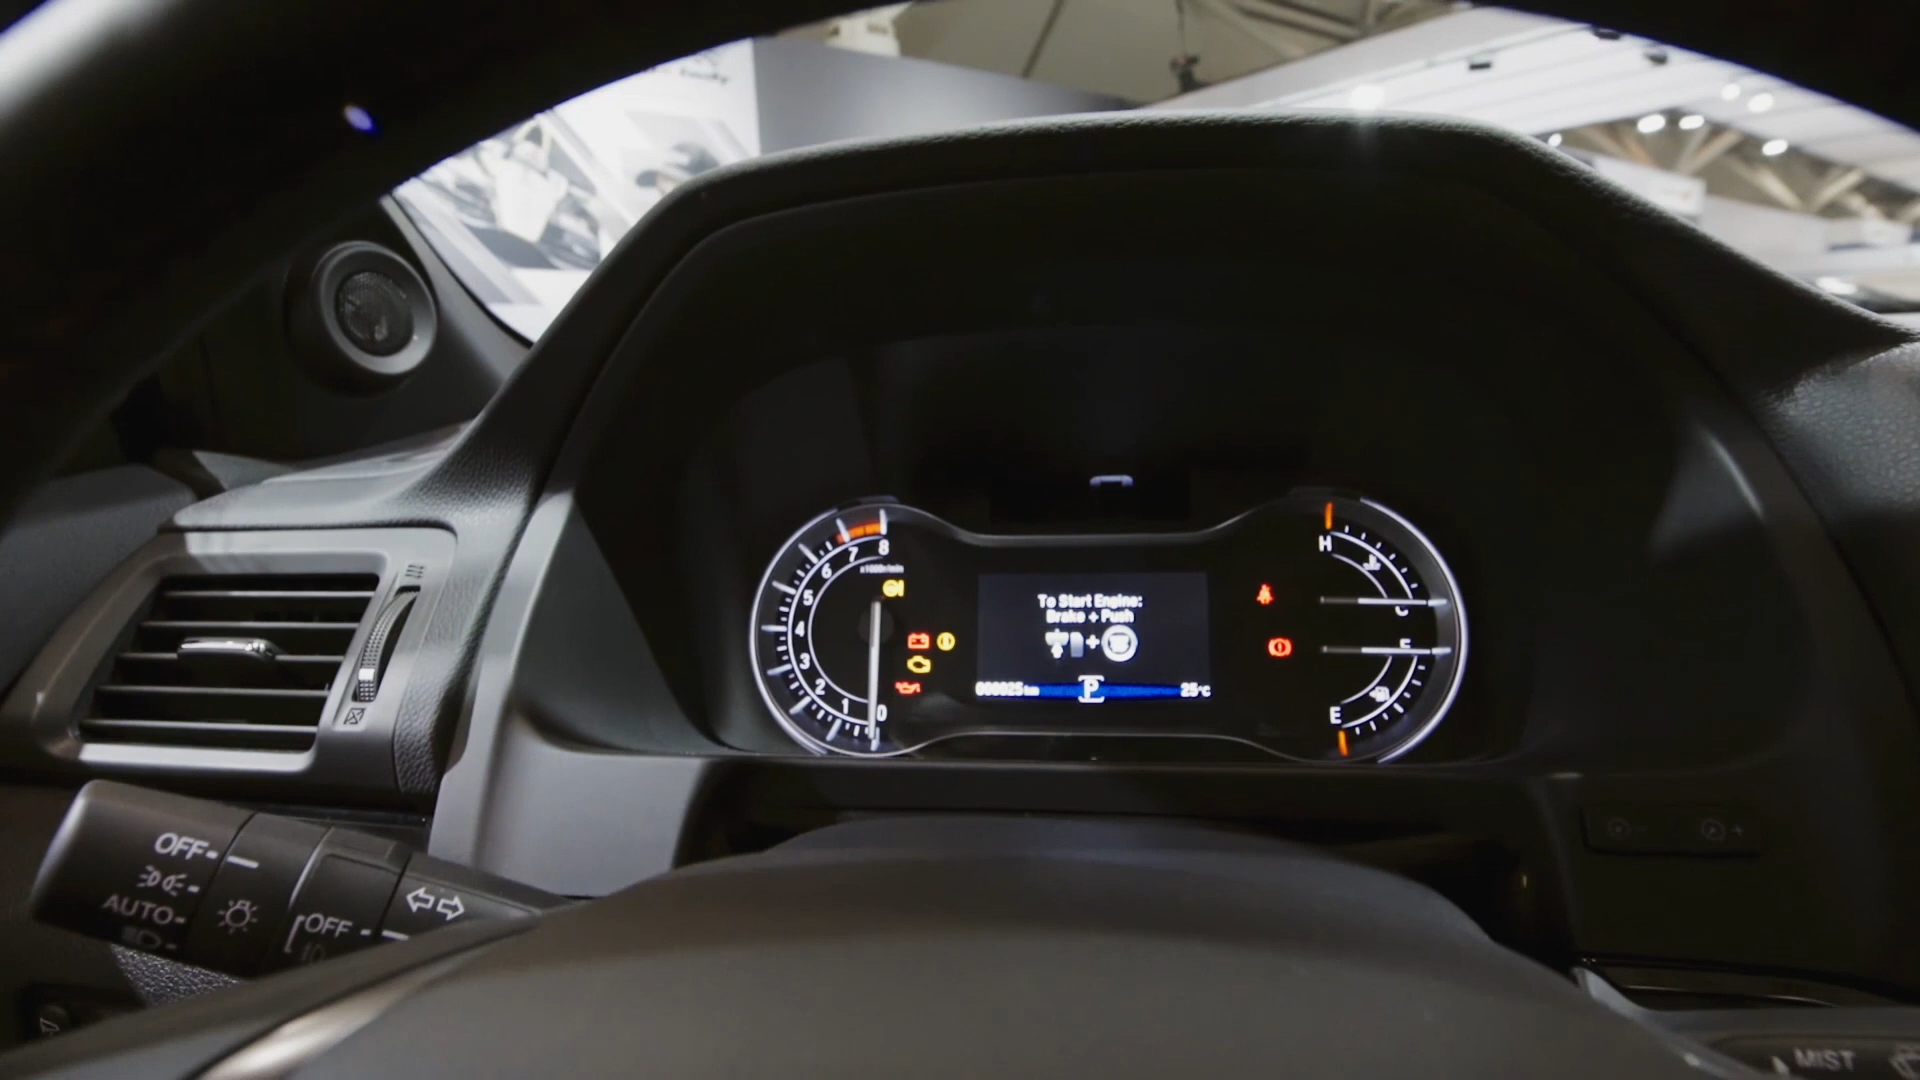 8
7
6
5
4
3
2
1
0
x1000r/min
To Start Engine:
Brake + Push
000025km
P
25°C
H
C
E
E
OFF
AUTO
OFF
MIST